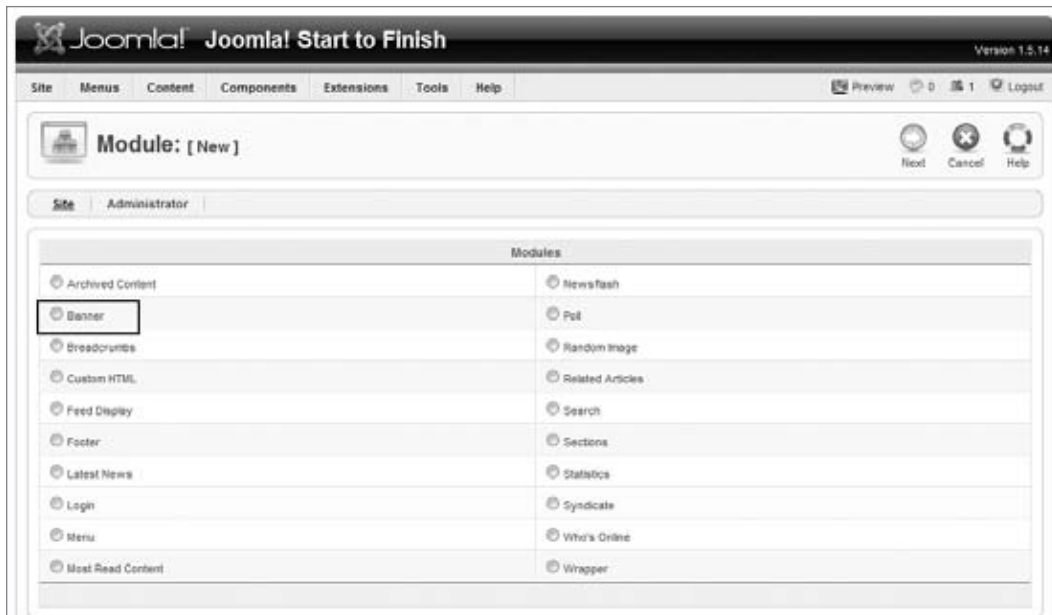 Joomla! Joomla! Start to Finish
Version 1.5.14
Site Menus Content Components Extensions Tools Help
Preview 0 1 Logout
Module: [ New ]
Next Cancel Help
Site Administrator
Modules
Archived Content Newsflash
Banner Poll
Breadcrumbs Random Image
Custom HTML Related Articles
Feed Display Search
Footer Sections
Latest News Statistics
Login Syndicate
Menu Who's Online
Most Read Content Wrapper